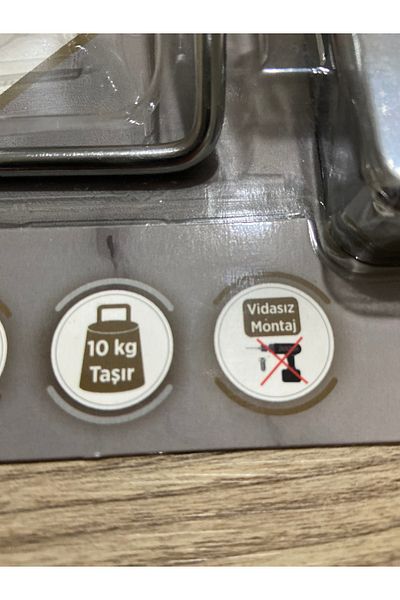 10 kg
Taşır
Vidasız
Montaj